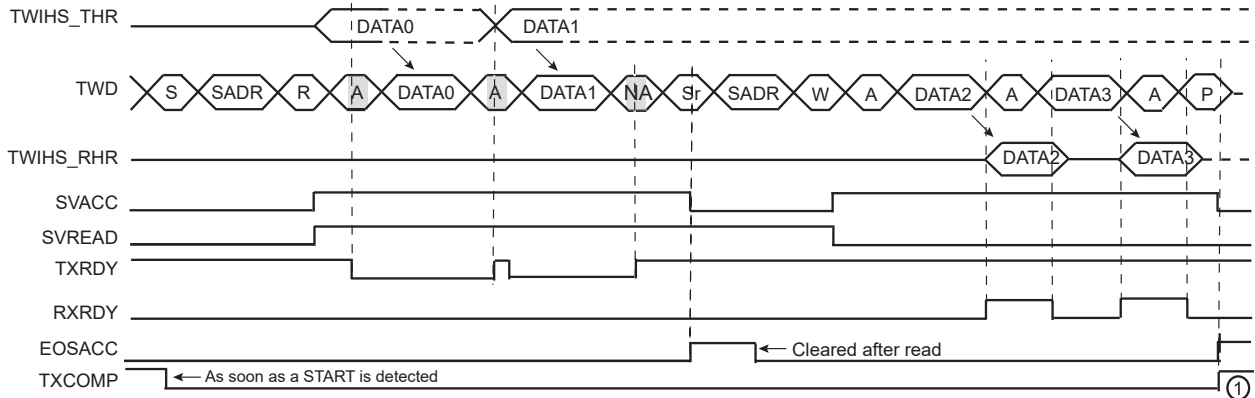 TWIHS_THR DATA0 DATA1
TWD S SADR R A DATA0 A DATA1 NA Sr SADR W A DATA2 A DATA3 A P
TWIHS_RHR DATA2 DATA3
SVACC
SVREAD
TXRDY
RXRDY
EOSACC Cleared after read
TXCOMP As soon as a START is detected 1